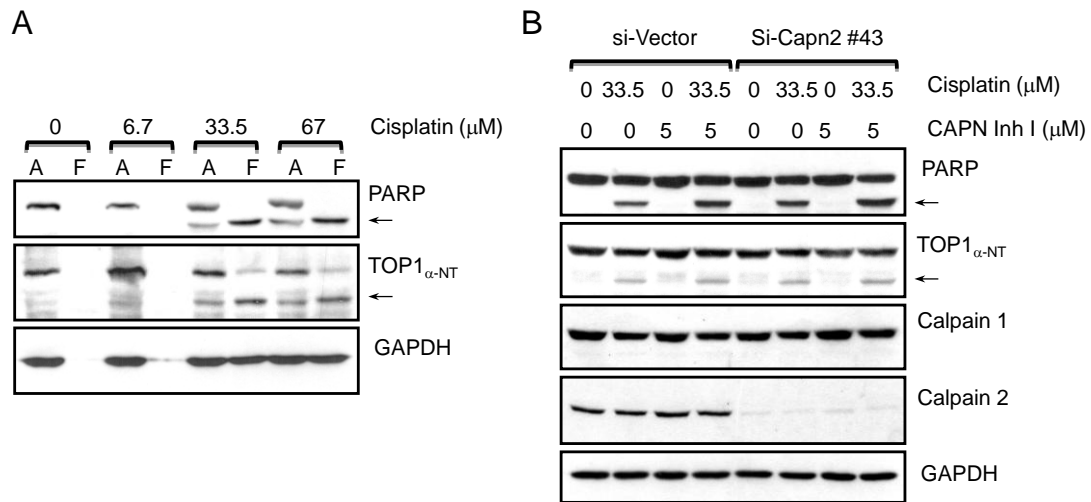 A
0 6.7 33.5 67 Cisplatin (μM)
A F A F A F A F
PARP
←
TOP1α-NT
←
GAPDH
B
si-Vector Si-Capn2 #43
0 33.5 0 33.5 0 33.5 0 33.5 Cisplatin (μM)
0 0 5 5 0 0 5 5 CAPN Inh I (μM)
PARP
←
TOP1α-NT
←
Calpain 1
Calpain 2
GAPDH